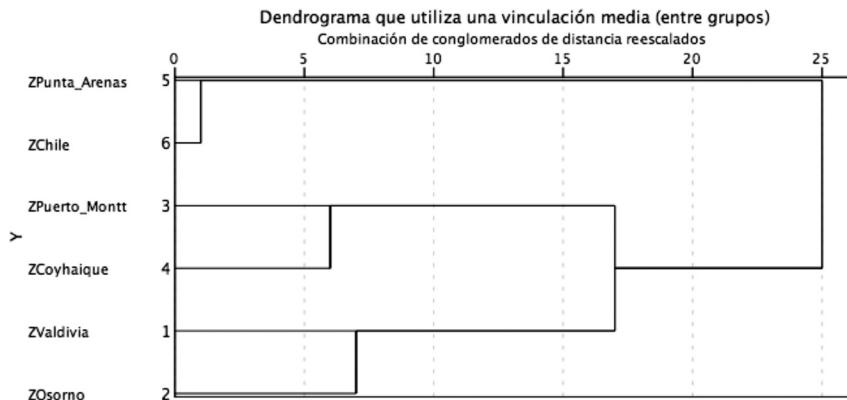 Dendrograma que utiliza una vinculación media (entre grupos)
Combinación de conglomerados de distancia reescalados
0 5 10 15 20 25
ZPunta_Arenas 5
ZChile 6
ZPuerto_Montt 3
Y
ZCoyhaique 4
ZValdivia 1
ZOsorno 2